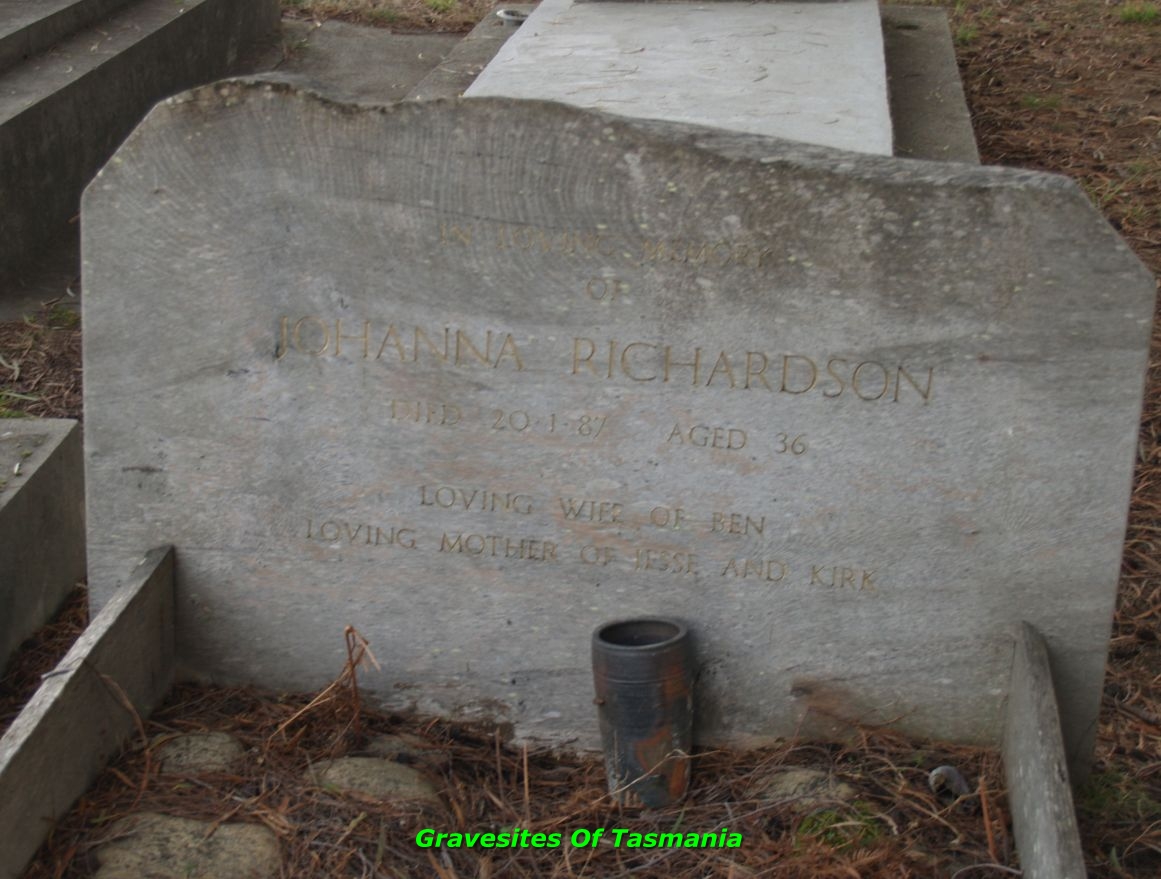 IN LOVING MEMORY
OF
JOHANNA RICHARDSON
DIED 20·1·87 AGED 36
LOVING WIFE OF BEN
LOVING MOTHER OF JESSE AND KIRK
Gravesites Of Tasmania